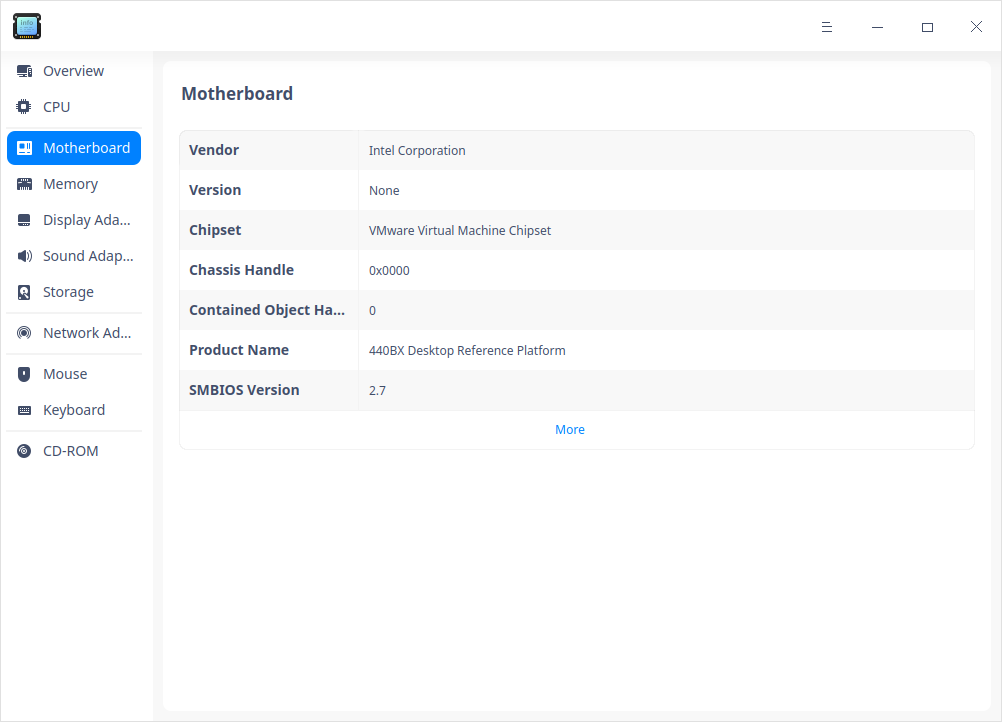 info
Overview
CPU
Motherboard
Memory
Display Ada...
Sound Adap...
Storage
Network Ad...
Mouse
Keyboard
CD-ROM
Motherboard
Vendor Intel Corporation
Version None
Chipset VMware Virtual Machine Chipset
Chassis Handle 0x0000
Contained Object Ha... 0
Product Name 440BX Desktop Reference Platform
SMBIOS Version 2.7
More